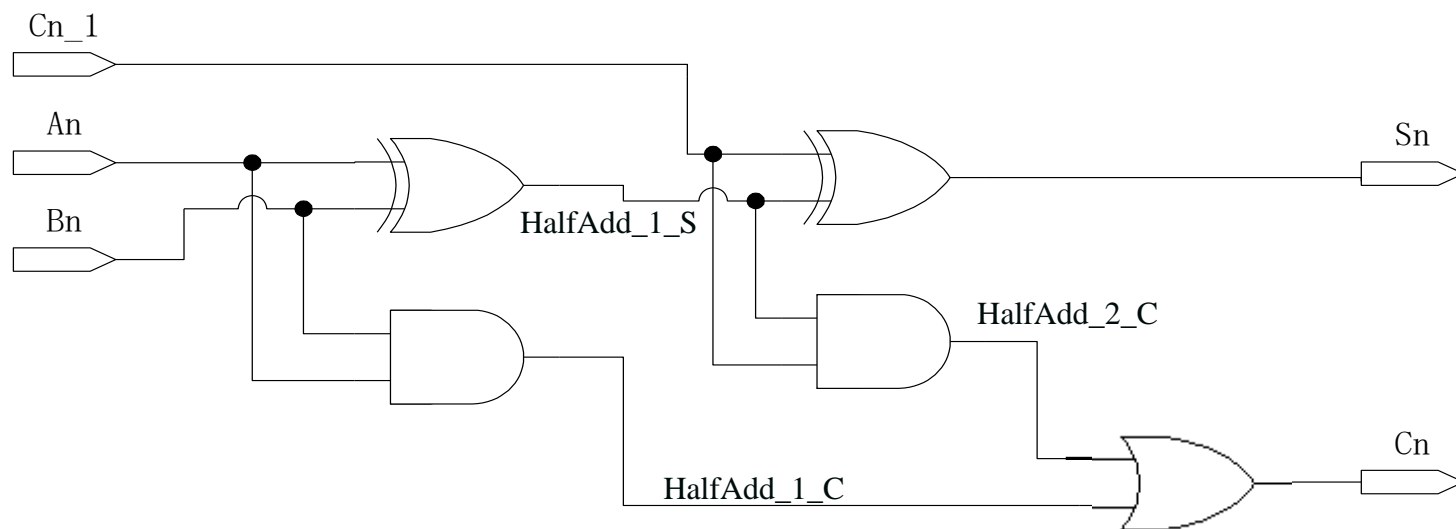 Cn_1
An
Sn
Bn
HalfAdd_1_S
HalfAdd_2_C
Cn
HalfAdd_1_C